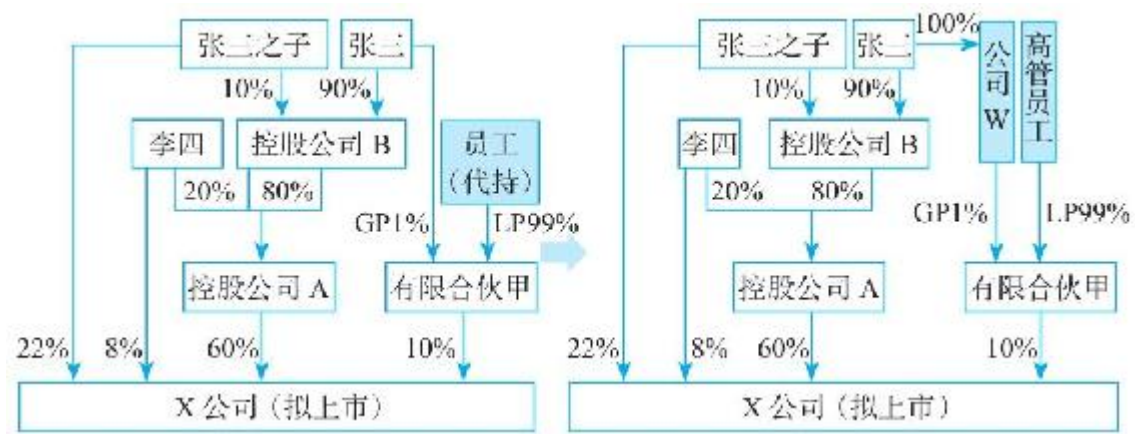 张三之子
张三
10%
90%
李四
控股公司 B
员工
（代持）
20%
80%
GP1%
LP99%
控股公司 A
有限合伙甲
22%
8%
60%
10%
X 公司（拟上市）
张三之子
张三
100%
公司 W
高管员工
10%
90%
李四
控股公司 B
20%
80%
GP1%
LP99%
控股公司 A
有限合伙甲
22%
8%
60%
10%
X 公司（拟上市）